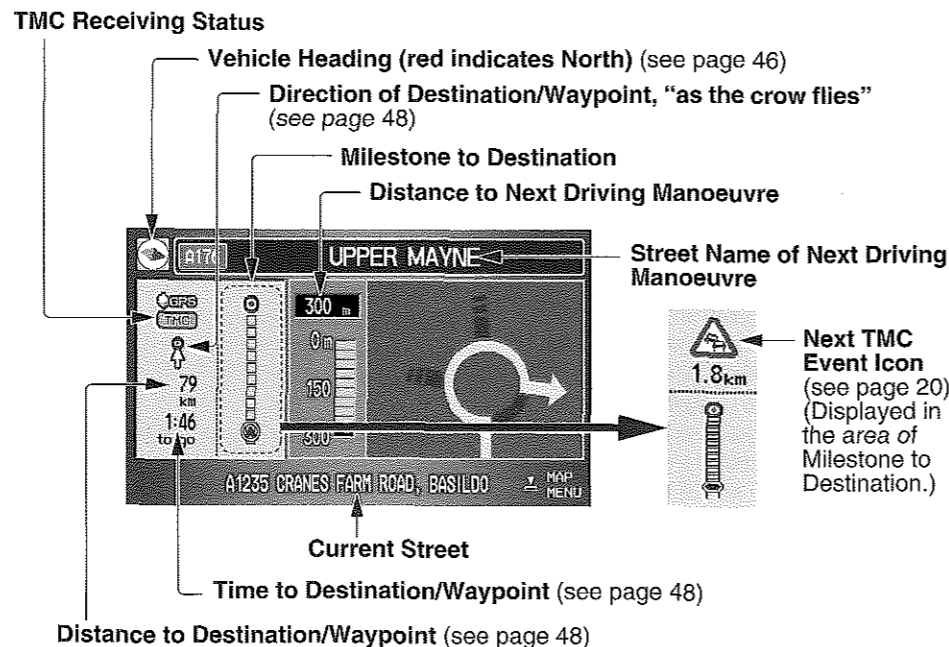 TMC Receiving Status
Vehicle Heading (red indicates North) (see page 46)
Direction of Destination/Waypoint, “as the crow flies”
(see page 48)
Milestone to Destination
Distance to Next Driving Manoeuvre
A176
UPPER MAYNE
Street Name of Next Driving
Manoeuvre
GPS
TMC
300 m
0m
150
300
79
km
1:46
to go
1.8km
Next TMC
Event Icon
(see page 20)
(Displayed in
the area of
Milestone to
Destination.)
A1235 CRANES FARM ROAD, BASILDO
MAP
MENU
Current Street
Time to Destination/Waypoint (see page 48)
Distance to Destination/Waypoint (see page 48)